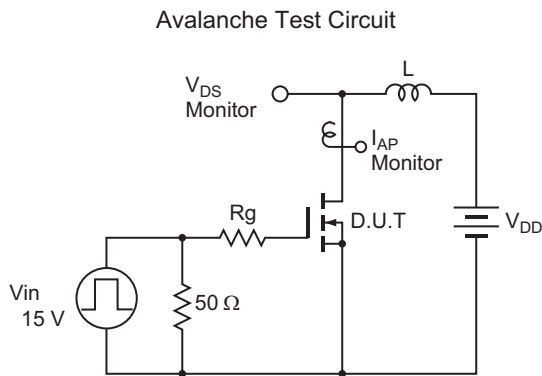 Avalanche Test Circuit
V_DS
Monitor
L
I_AP
Monitor
Rg
D.U.T
V_DD
Vin
15 V
50 Ω